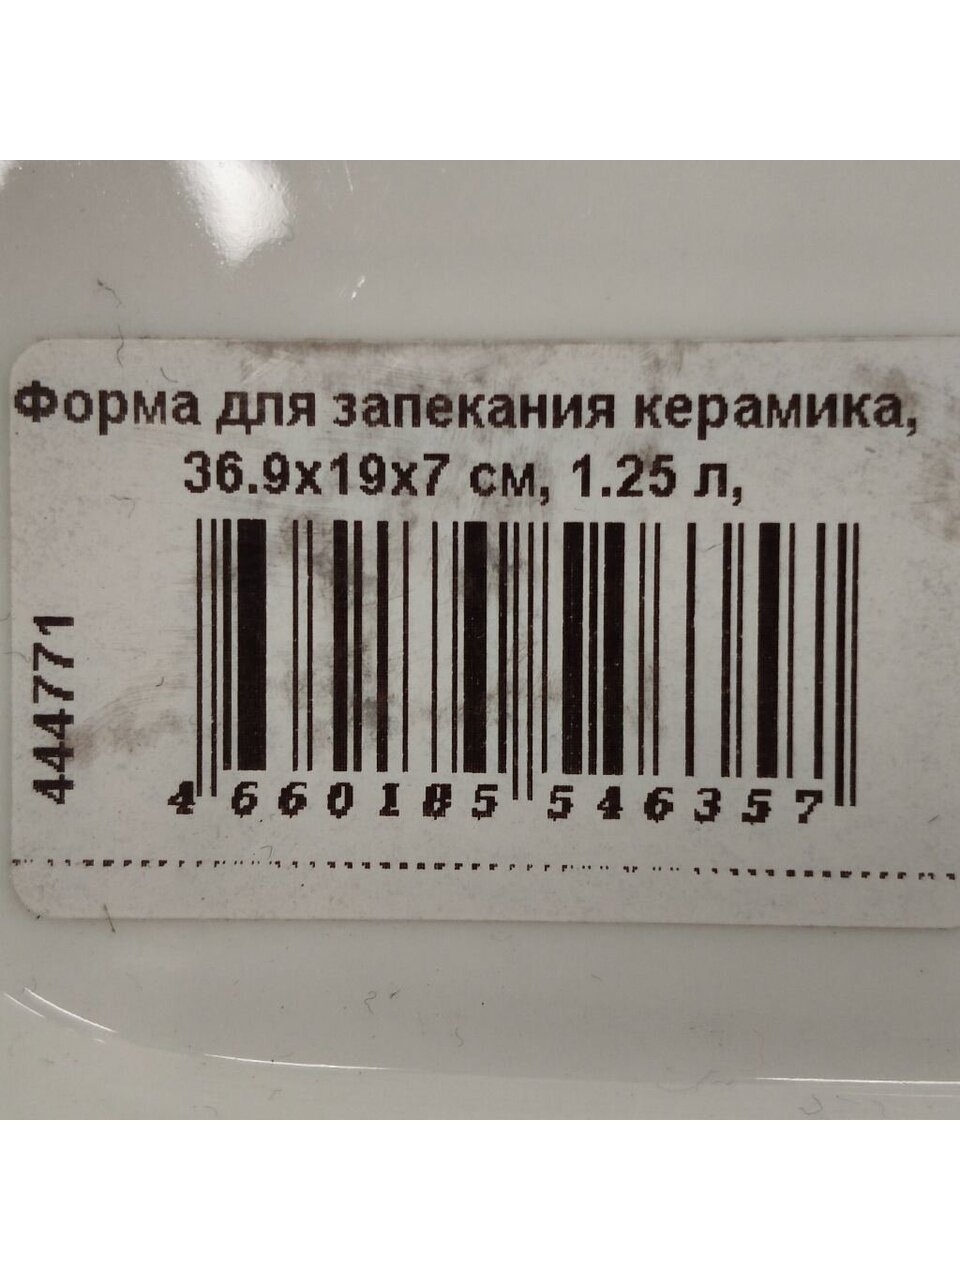 Форма для запекания керамика,
36.9x19x7 см, 1.25 л,
444771
4 660185 546357